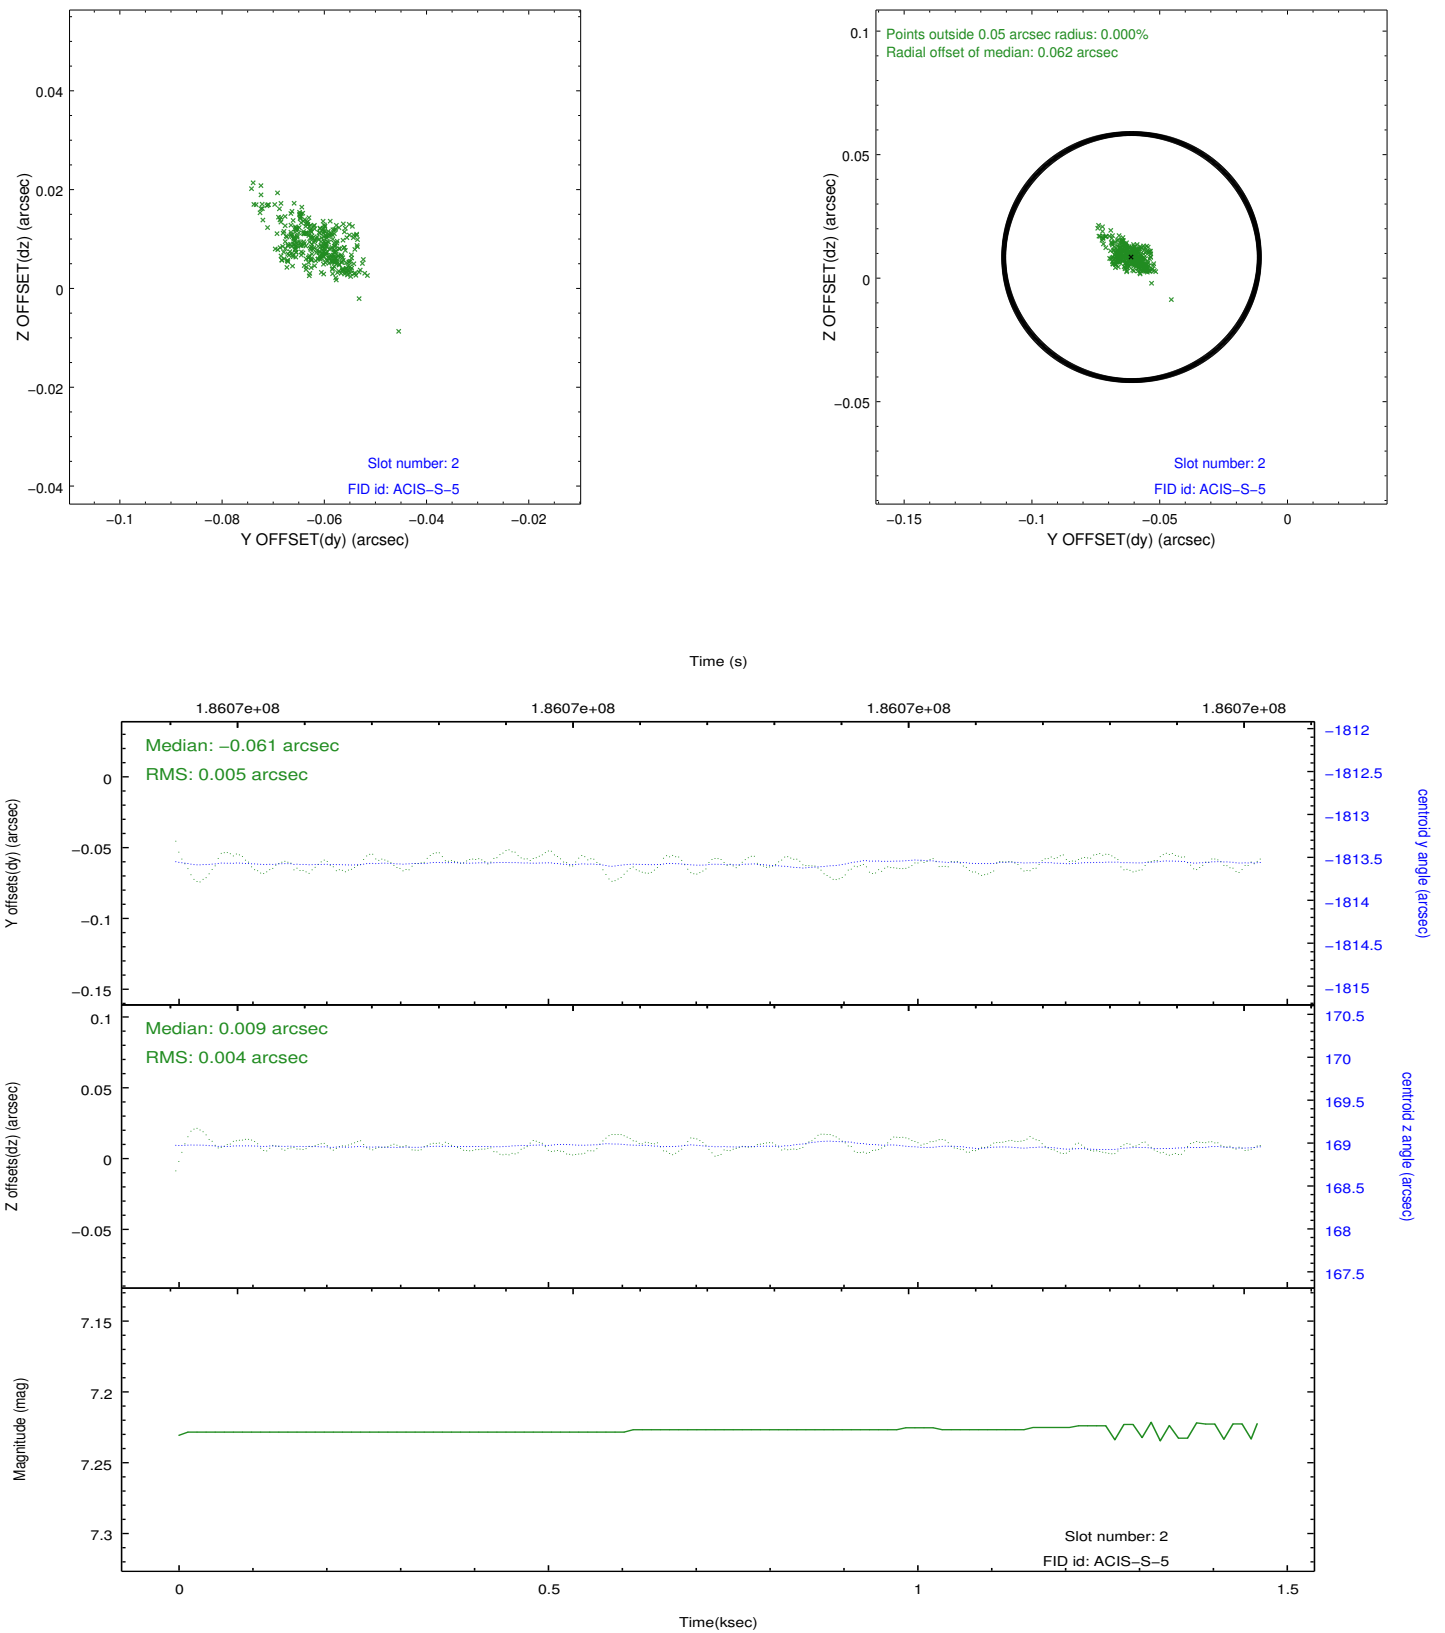 0.04
0.02
0
−0.02
−0.04
Z OFFSET(dz) (arcsec)
Slot number: 2
FID id: ACIS−S−5
−0.1
−0.08
−0.06
−0.04
−0.02
Y OFFSET(dy) (arcsec)
Points outside 0.05 arcsec radius: 0.000%
Radial offset of median: 0.062 arcsec
0.1
0.05
0
−0.05
Z OFFSET(dz) (arcsec)
Slot number: 2
FID id: ACIS−S−5
−0.15
−0.1
−0.05
0
Y OFFSET(dy) (arcsec)
Time (s)
1.8607e+08
1.8607e+08
1.8607e+08
1.8607e+08
Median: −0.061 arcsec
RMS: 0.005 arcsec
0
−0.05
−0.1
−0.15
Y offsets(dy) (arcsec)
−1812
−1812.5
−1813
−1813.5
−1814
−1814.5
−1815
centroid y angle (arcsec)
Median: 0.009 arcsec
RMS: 0.004 arcsec
0.1
0.05
0
−0.05
Z offsets(dz) (arcsec)
170.5
170
169.5
169
168.5
168
167.5
centroid z angle (arcsec)
7.15
7.2
7.25
7.3
Magnitude (mag)
Slot number: 2
FID id: ACIS−S−5
0
0.5
1
1.5
Time(ksec)